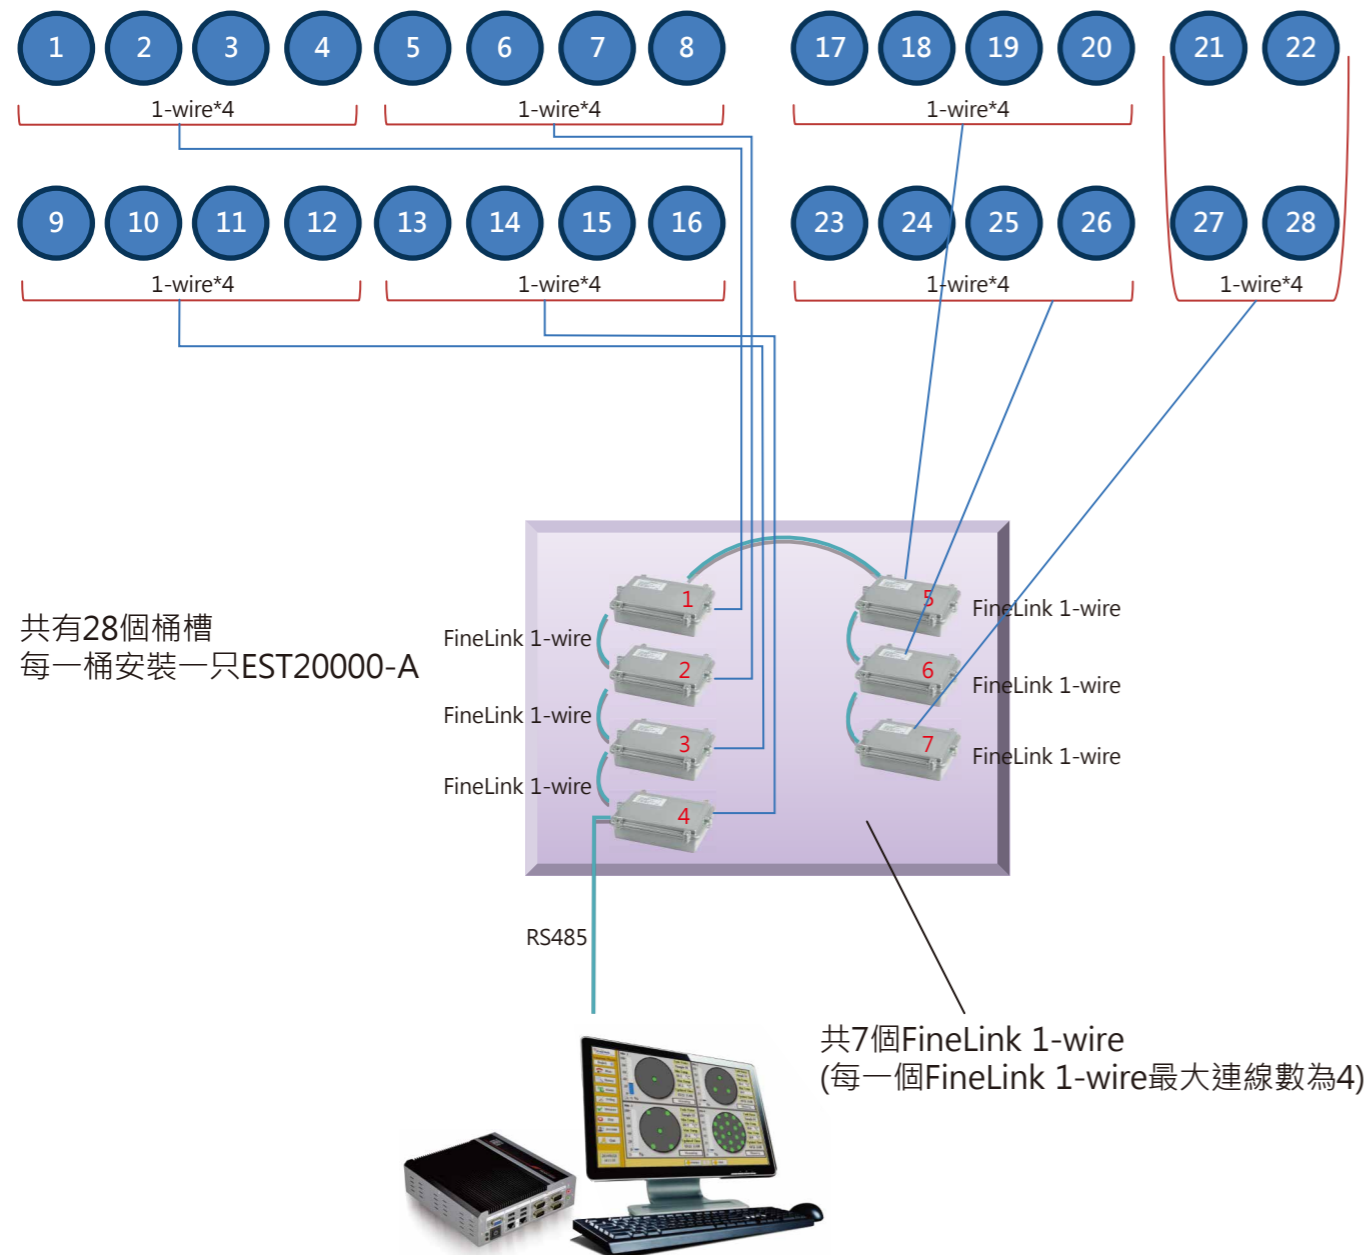 1 2 3 4 5 6 7 8 17 18 19 20 21 22
1-wire*4 1-wire*4 1-wire*4
9 10 11 12 13 14 15 16 23 24 25 26 27 28
1-wire*4 1-wire*4 1-wire*4 1-wire*4
1 5
FineLink 1-wire FineLink 1-wire
共有28個桶槽
每一桶安裝一只EST20000-A
2 6
FineLink 1-wire FineLink 1-wire
3 7
FineLink 1-wire FineLink 1-wire
4
RS485
共7個FineLink 1-wire
(每一個FineLink 1-wire最大連線數為4)